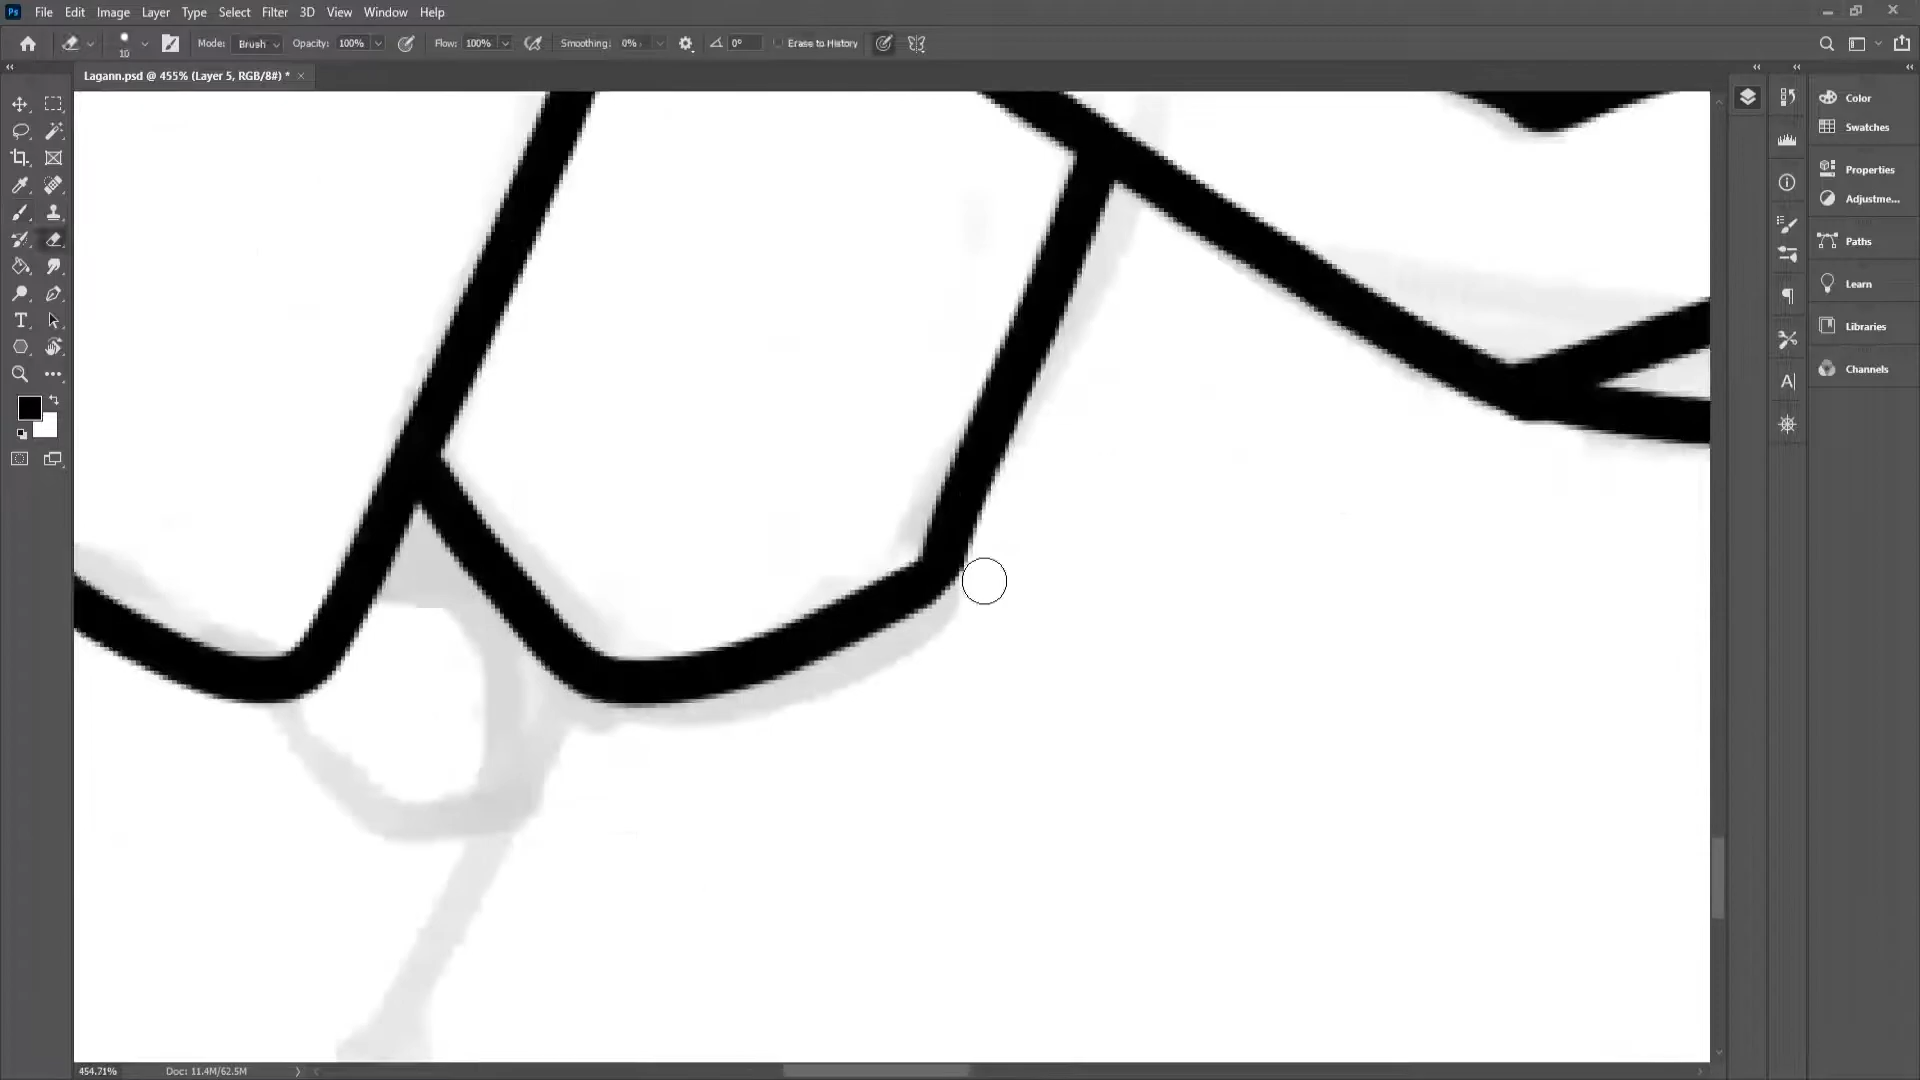 Ps File Edit Image Layer Type Select Filter 3D View Window Help
10 Mode: Brush Opacity: 100% Flow: 100% Smoothing: 0% 0° Erase to History
Lagann.psd @ 455% (Layer 5, RGB/8#) * ×
Color
Swatches
Properties
Adjustme...
Paths
Learn
Libraries
Channels
454.71% Doc: 11.4M/62.5M